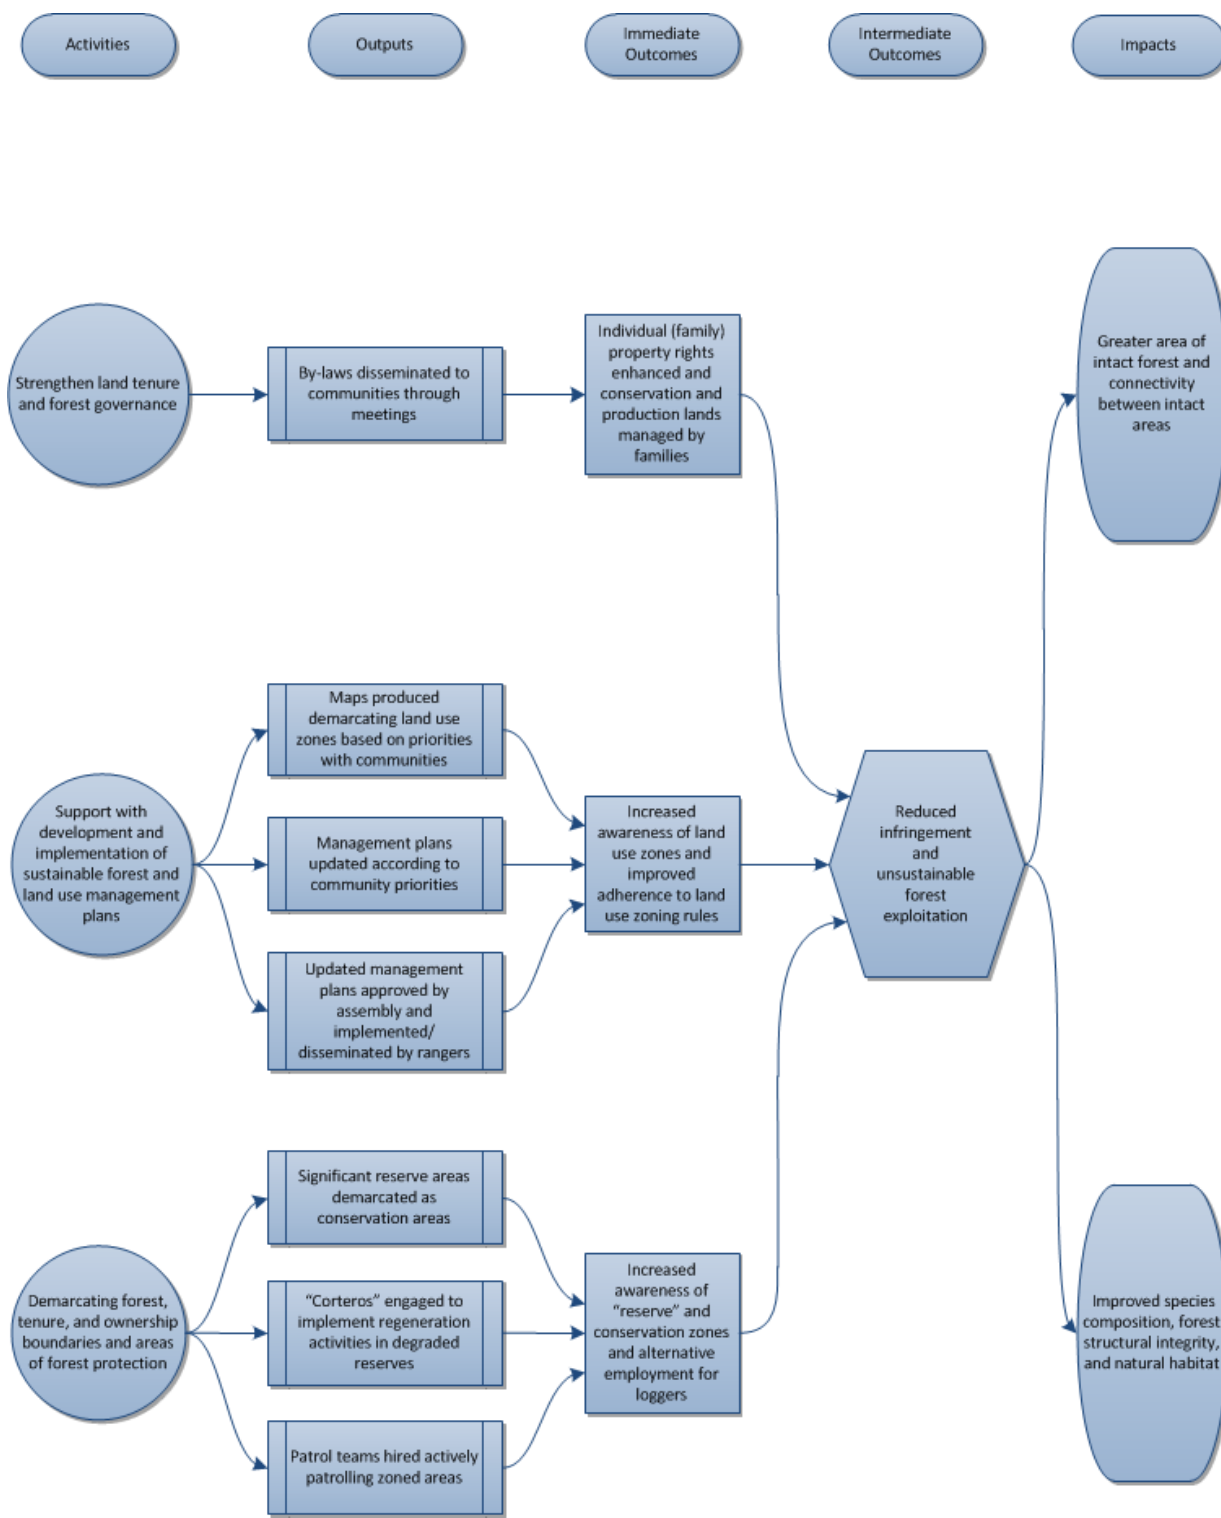 Activities
Outputs
Immediate
Outcomes
Intermediate
Outcomes
Impacts
Strengthen land tenure
and forest governance
By-laws disseminated to
communities through
meetings
Individual (family)
property rights
enhanced and
conservation and
production lands
managed by
families
Greater area of
intact forest and
connectivity
between intact
areas
Support with
development and
implementation of
sustainable forest and
land use management
plans
Maps produced
demarcating land use
zones based on priorities
with communities
Management plans
updated according to
community priorities
Updated management
plans approved by
assembly and
implemented/
disseminated by rangers
Increased
awareness of land
use zones and
improved
adherence to land
use zoning rules
Reduced
infringement
and
unsustainable
forest
exploitation
Demarcating forest,
tenure, and ownership
boundaries and areas
of forest protection
Significant reserve areas
demarcated as
conservation areas
“Corteros” engaged to
implement regeneration
activities in degraded
reserves
Patrol teams hired actively
patrolling zoned areas
Increased
awareness of
“reserve” and
conservation zones
and alternative
employment for
loggers
Improved species
composition, forest
structural integrity,
and natural habitat